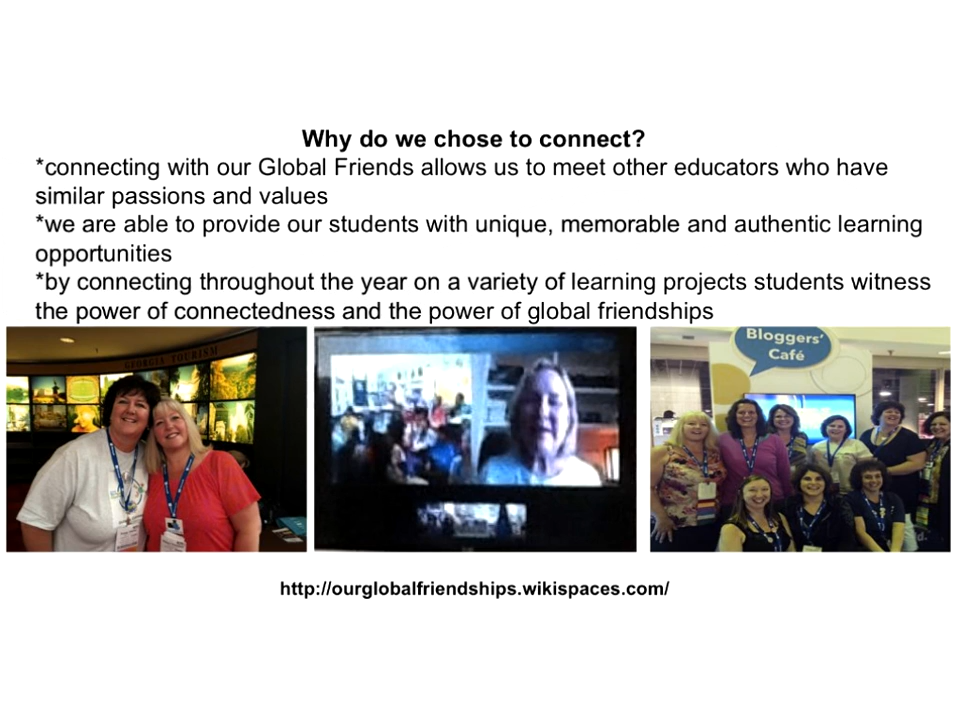 Why do we chose to connect?
*connecting with our Global Friends allows us to meet other educators who have
similar passions and values
*we are able to provide our students with unique, memorable and authentic learning
opportunities
*by connecting throughout the year on a variety of learning projects students witness
the power of connectedness and the power of global friendships
GEORGIA TOURISM
Bloggers'
Café
http://ourglobalfriendships.wikispaces.com/